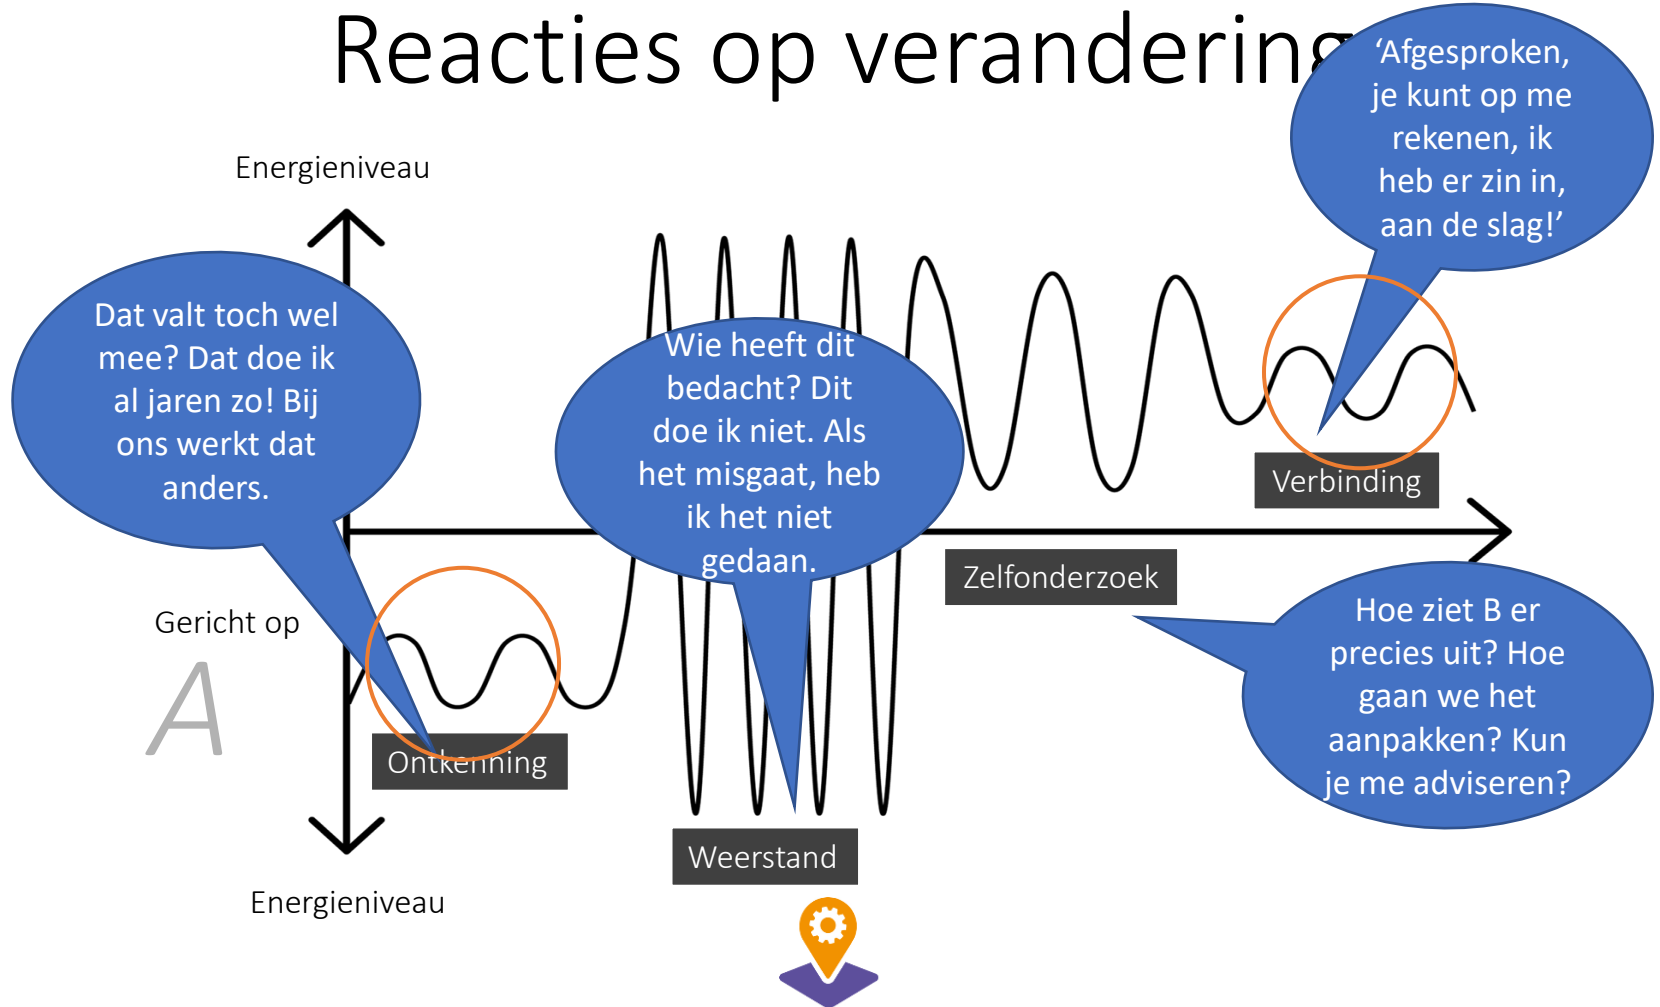 Reacties op verandering
‘Afgesproken,
je kunt op me
rekenen, ik
heb er zin in,
aan de slag!’
Energieniveau
Dat valt toch wel
mee? Dat doe ik
al jaren zo! Bij
ons werkt dat
anders.
Wie heeft dit
bedacht? Dit
doe ik niet. Als
het misgaat, heb
ik het niet
gedaan.
Verbinding
Zelfonderzoek
Gericht op
A
Hoe ziet B er
precies uit? Hoe
gaan we het
aanpakken? Kun
je me adviseren?
Ontkenning
Weerstand
Energieniveau